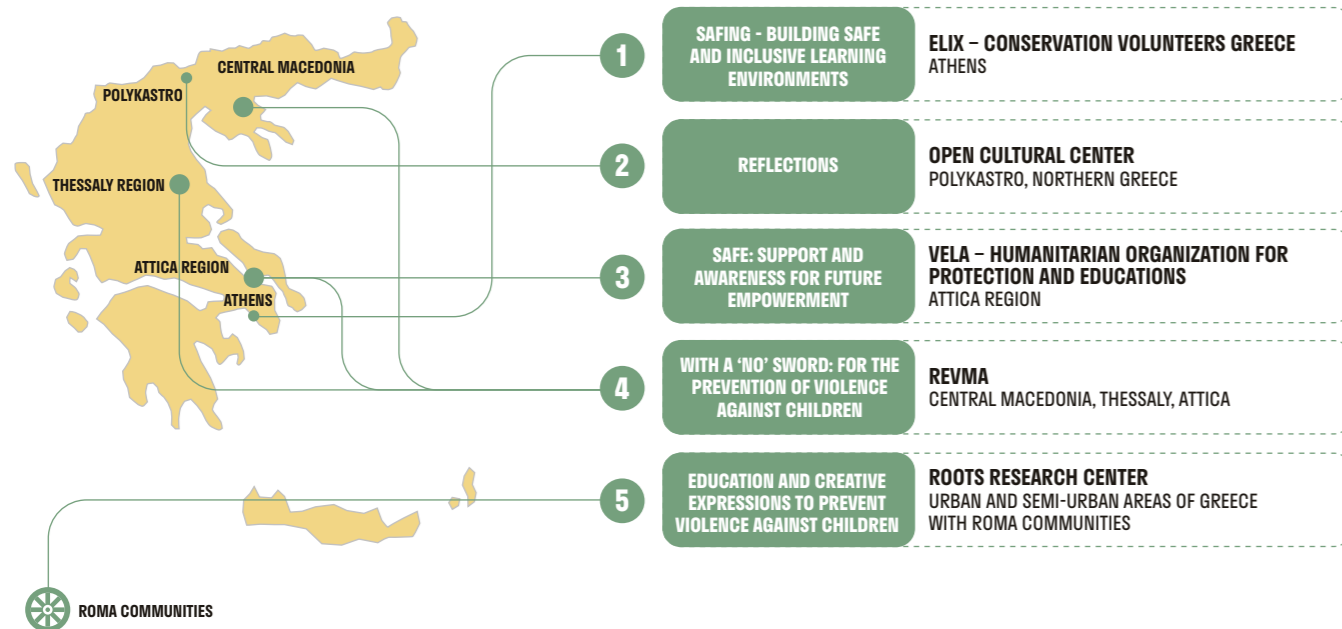 CENTRAL MACEDONIA
POLYKASTRO
THESSALY REGION
ATTICA REGION
ATHENS
1
SAFING - BUILDING SAFE
AND INCLUSIVE LEARNING
ENVIRONMENTS
ELIX – CONSERVATION VOLUNTEERS GREECE
ATHENS
2
REFLECTIONS
OPEN CULTURAL CENTER
POLYKASTRO, NORTHERN GREECE
3
SAFE: SUPPORT AND
AWARENESS FOR FUTURE
EMPOWERMENT
VELA – HUMANITARIAN ORGANIZATION FOR
PROTECTION AND EDUCATIONS
ATTICA REGION
4
WITH A ‘NO’ SWORD: FOR THE
PREVENTION OF VIOLENCE
AGAINST CHILDREN
REVMA
CENTRAL MACEDONIA, THESSALY, ATTICA
5
EDUCATION AND CREATIVE
EXPRESSIONS TO PREVENT
VIOLENCE AGAINST CHILDREN
ROOTS RESEARCH CENTER
URBAN AND SEMI-URBAN AREAS OF GREECE
WITH ROMA COMMUNITIES
ROMA COMMUNITIES